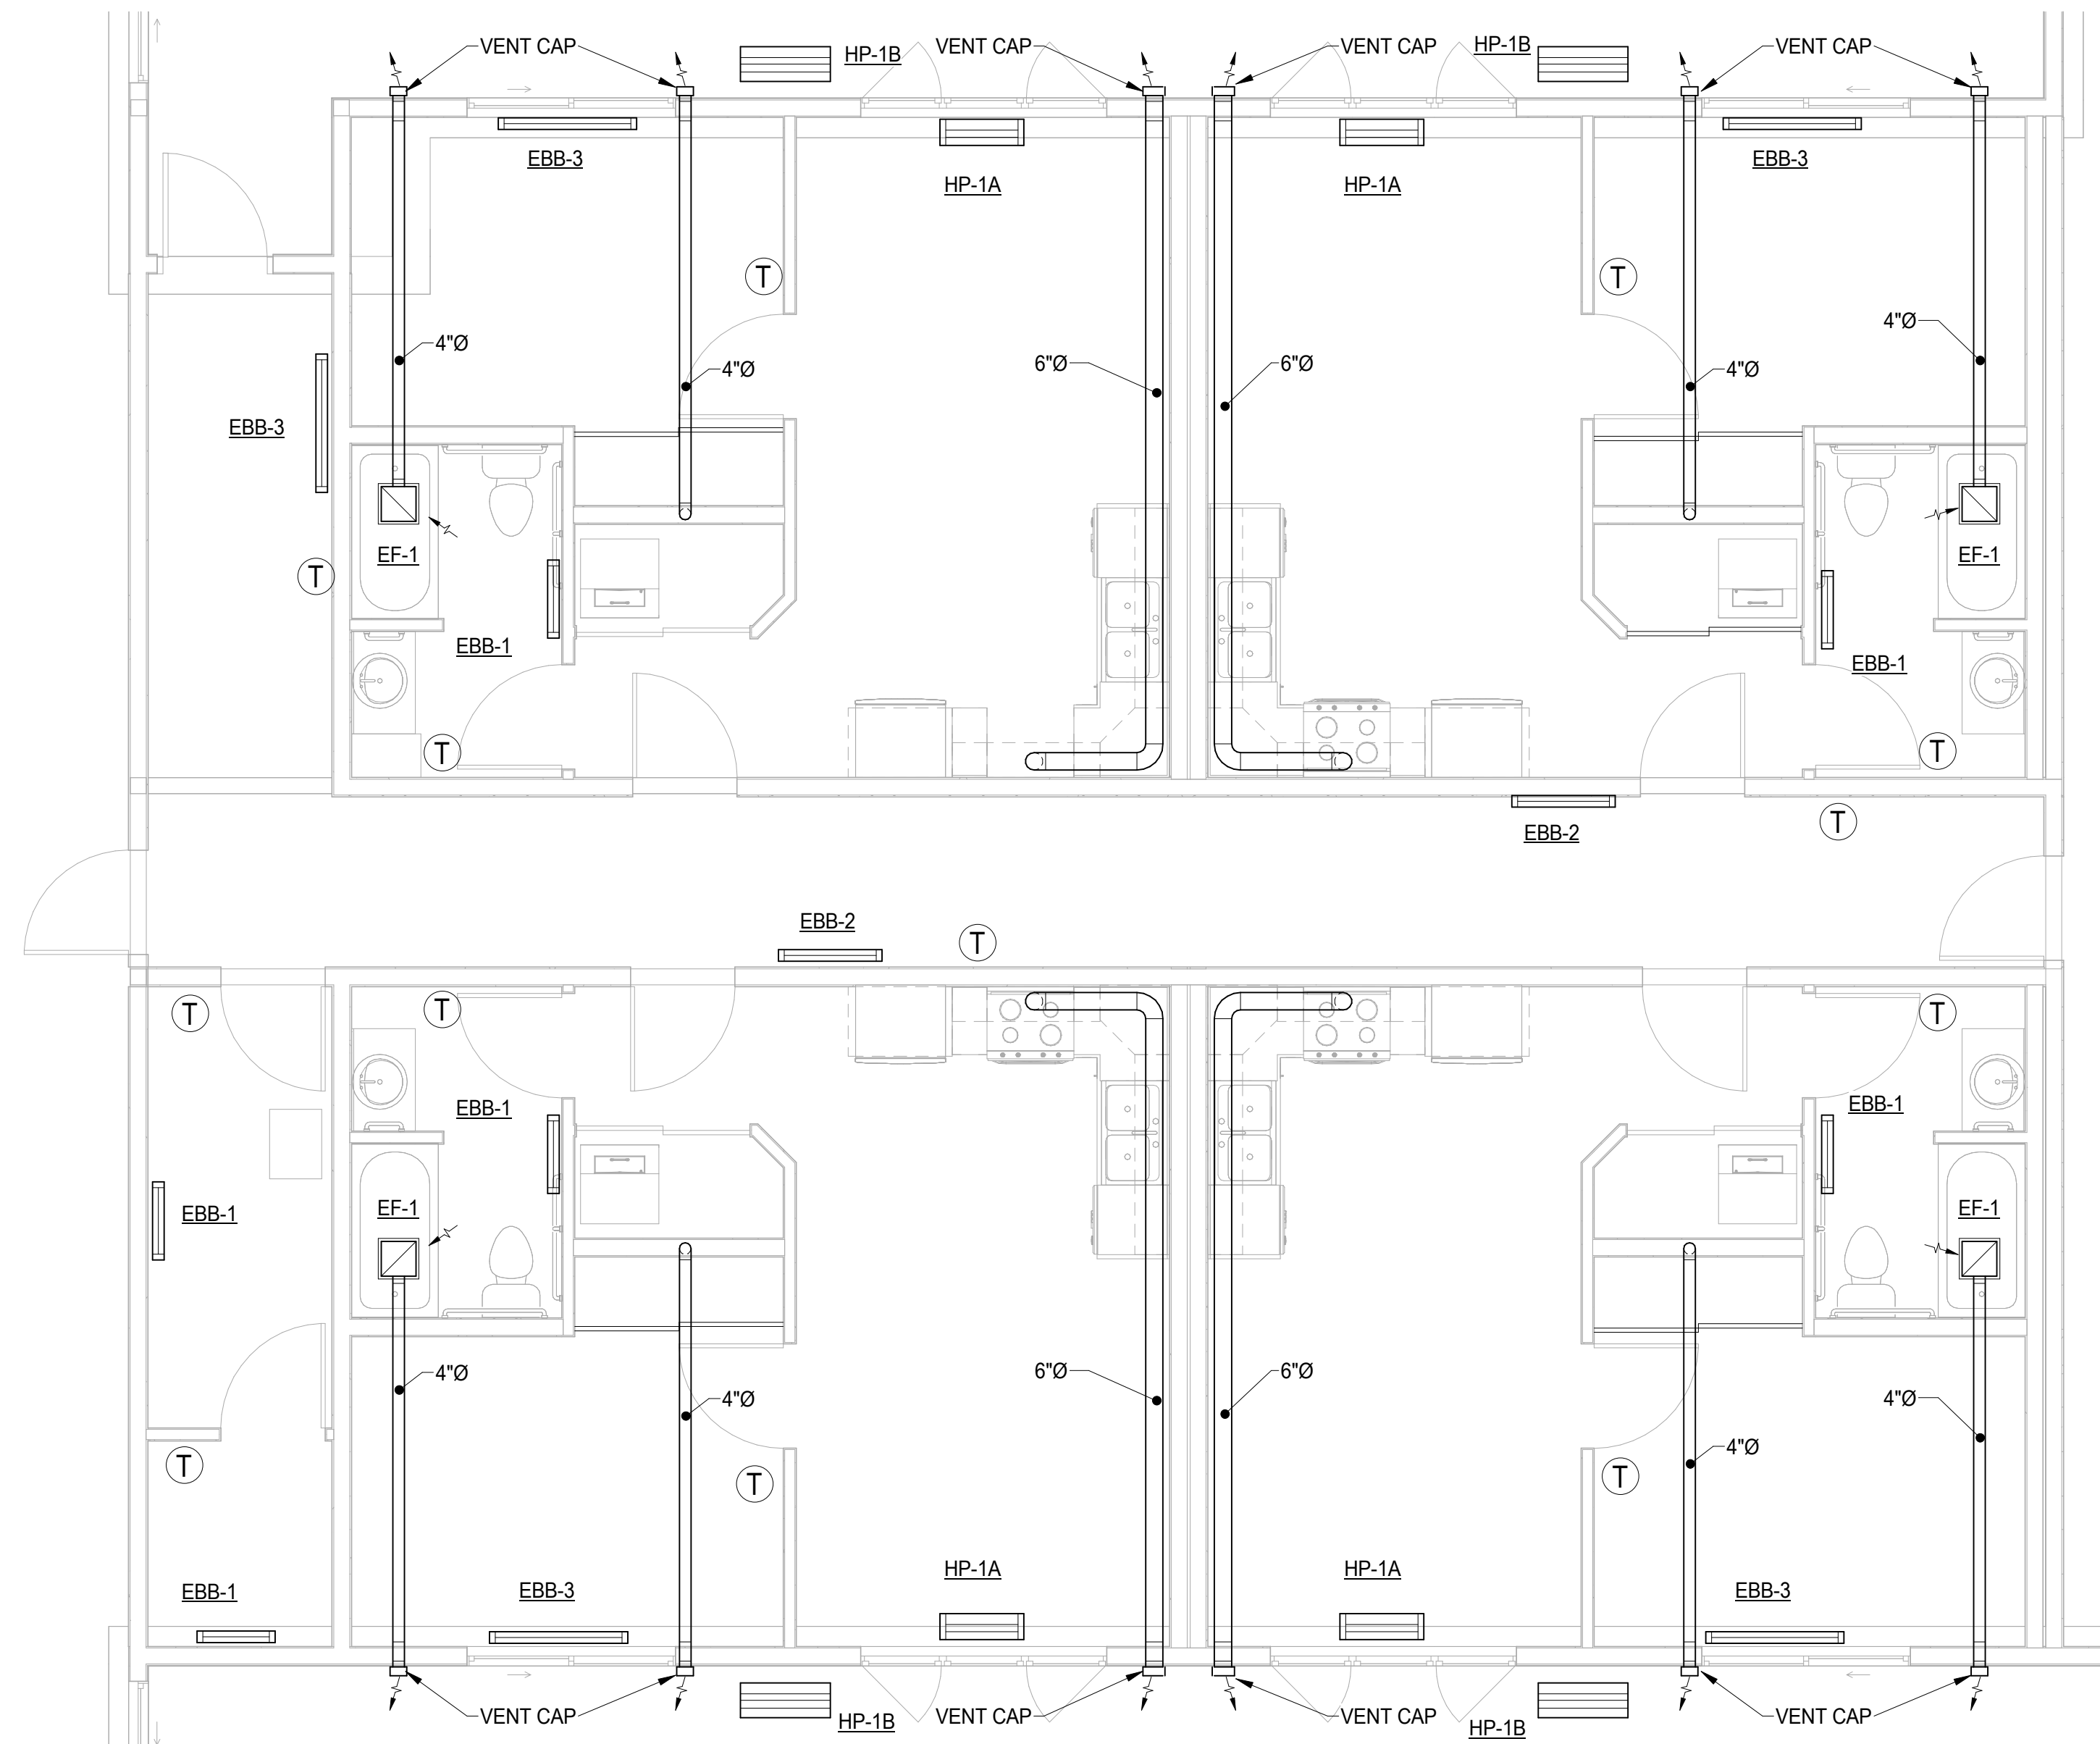 VENT CAP
HP-1B
VENT CAP
VENT CAP
HP-1B
VENT CAP
EBB-3
HP-1A
HP-1A
EBB-3
T
T
4"Ø
4"Ø
6"Ø
6"Ø
4"Ø
4"Ø
EBB-3
EF-1
EF-1
T
EBB-1
EBB-1
T
T
EBB-2
T
EBB-2
T
T
T
T
EBB-1
EBB-1
EF-1
EF-1
EBB-1
4"Ø
4"Ø
6"Ø
6"Ø
4"Ø
4"Ø
T
T
T
EBB-1
EBB-3
HP-1A
HP-1A
EBB-3
VENT CAP
HP-1B
VENT CAP
VENT CAP
HP-1B
VENT CAP